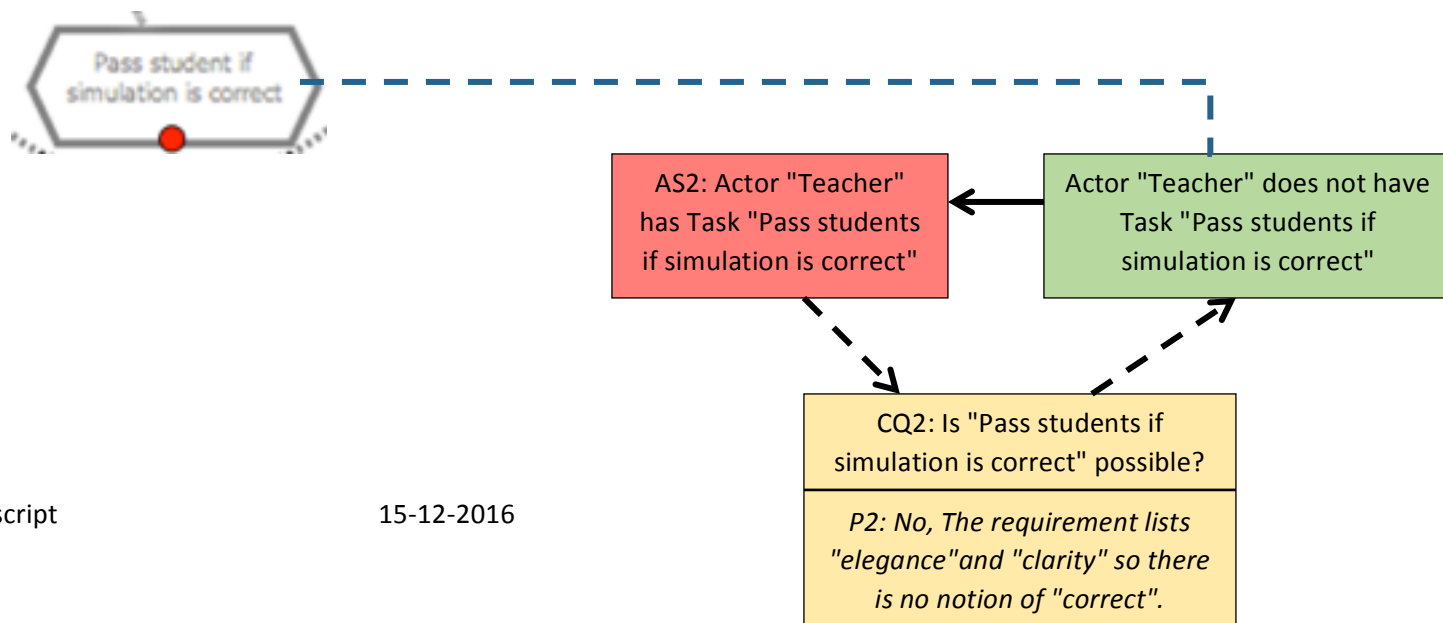 Pass student if
simulation is correct
AS2: Actor "Teacher"
has Task "Pass students
if simulation is correct"
Actor "Teacher" does not have
Task "Pass students if
simulation is correct"
CQ2: Is "Pass students if
simulation is correct" possible?
P2: No, The requirement lists
"elegance"and "clarity" so there
is no notion of "correct".
script
15-12-2016